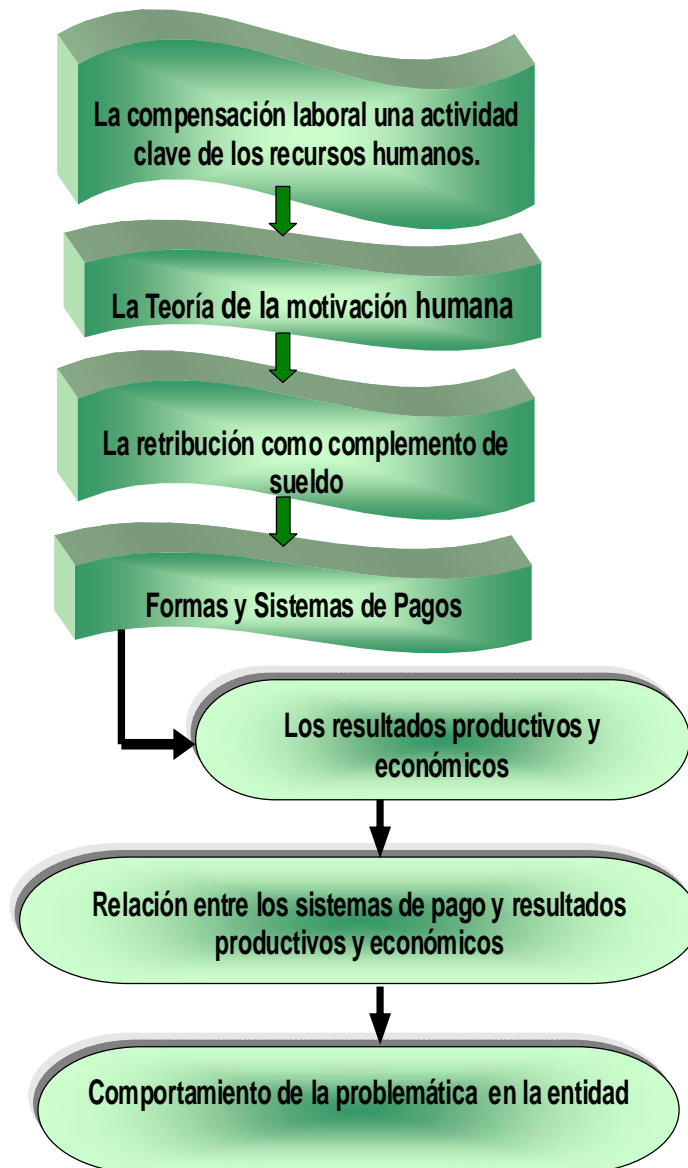 La compensación laboral una actividad
clave de los recursos humanos.
La Teoría de la motivación humana
La retribución como complemento de
sueldo
Formas y Sistemas de Pagos
Los resultados productivos y
económicos
Relación entre los sistemas de pago y resultados
productivos y económicos
Comportamiento de la problemática en la entidad